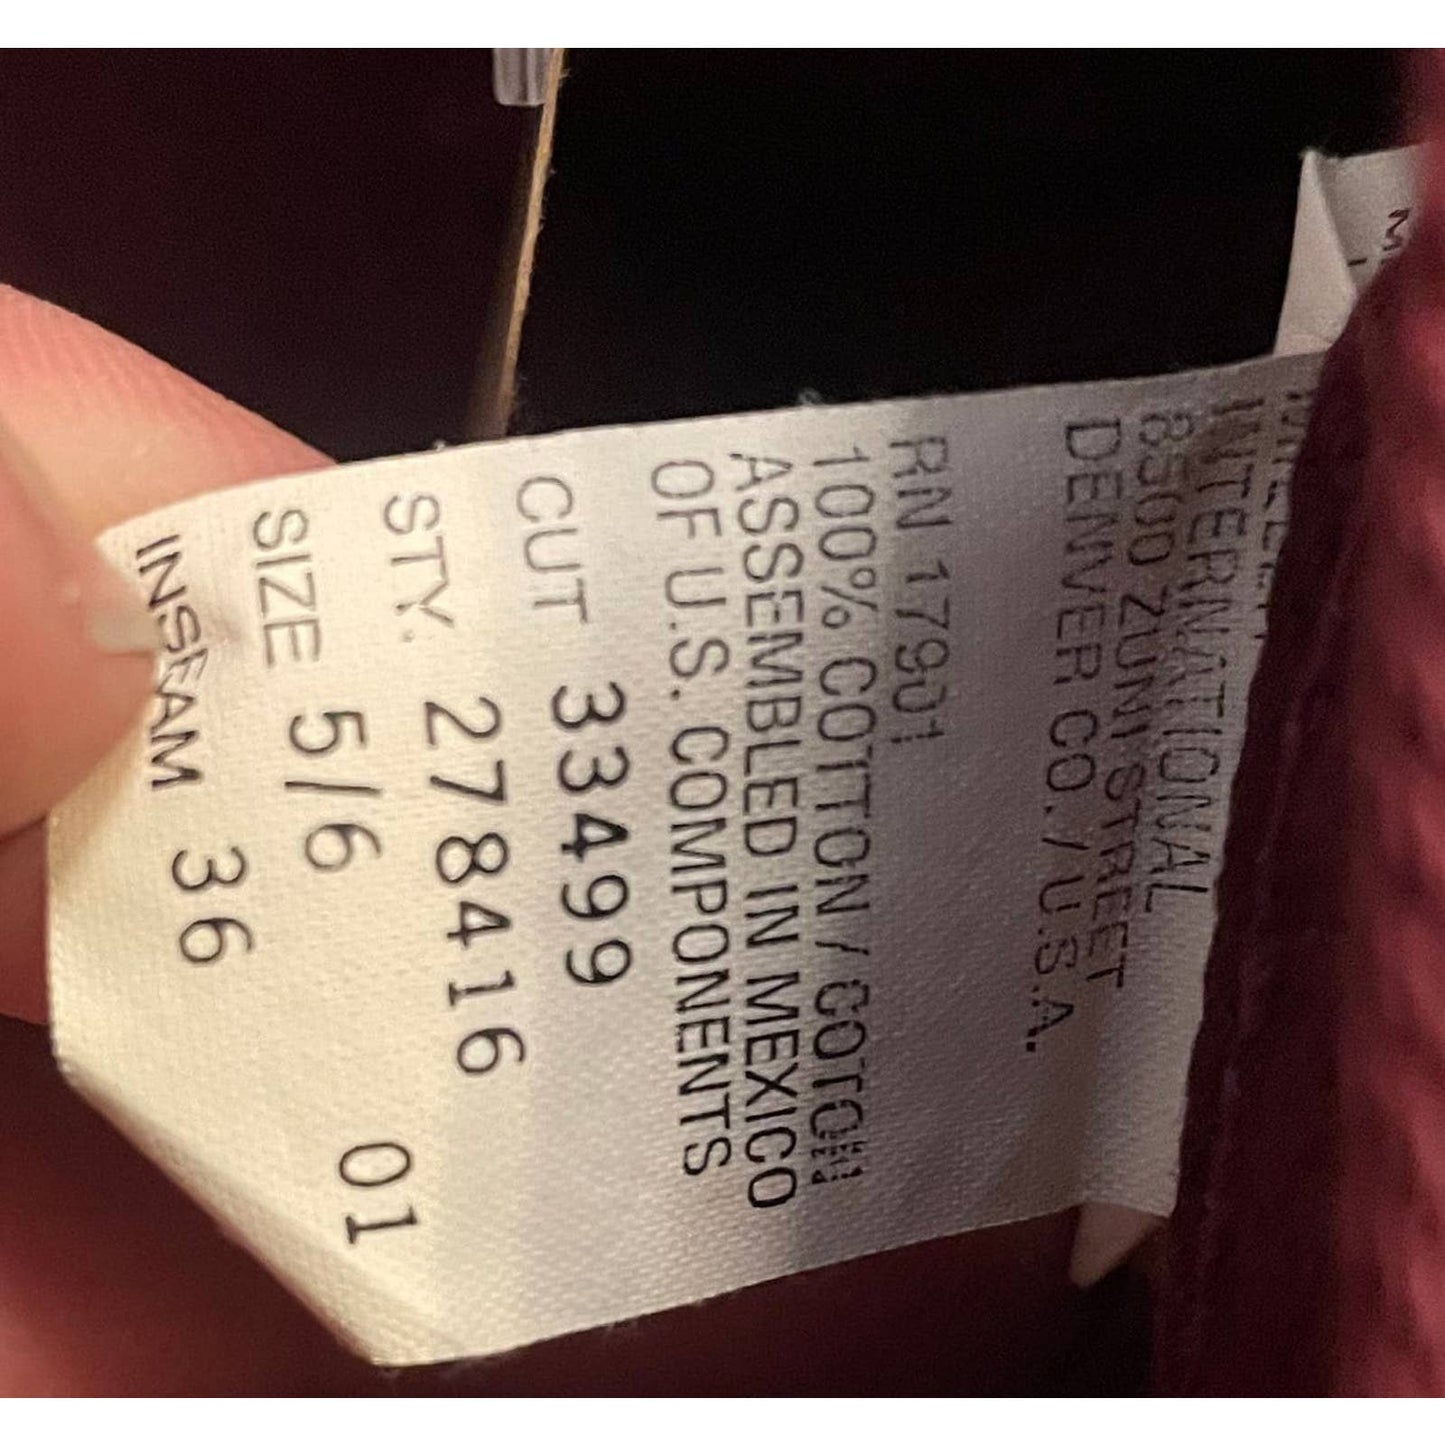 INTERNATIONAL
8500 ZUNI STREET
DENVER CO. / U.S.A.
RN 17901
100% COTTON / COTON
ASSEMBLED IN MEXICO
OF U.S. COMPONENTS
CUT 33499
STY. 278416
SIZE 5/6 01
INSEAM 36